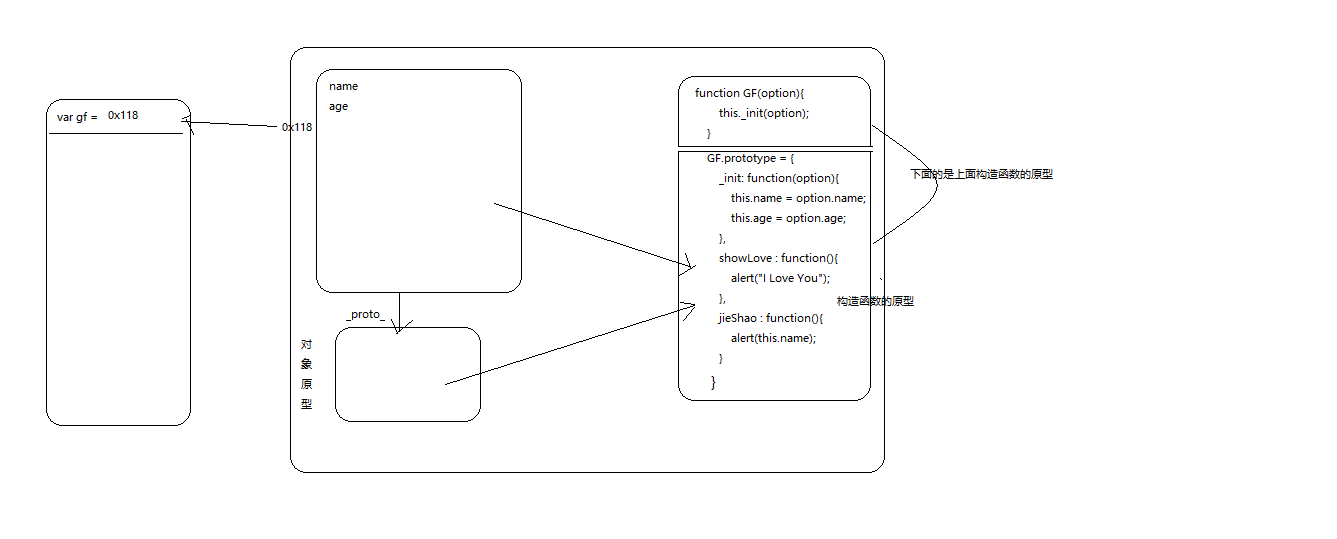 var gf = 0x118
0x118
name
age
_proto_
对
象
原
型
function GF(option){
this._init(option);
}
GF.prototype = {
_init: function(option){
this.name = option.name;
this.age = option.age;
},
showLove : function(){
alert("I Love You");
},
jieShao : function(){
alert(this.name);
}
}
下面的是上面构造函数的原型
构造函数的原型